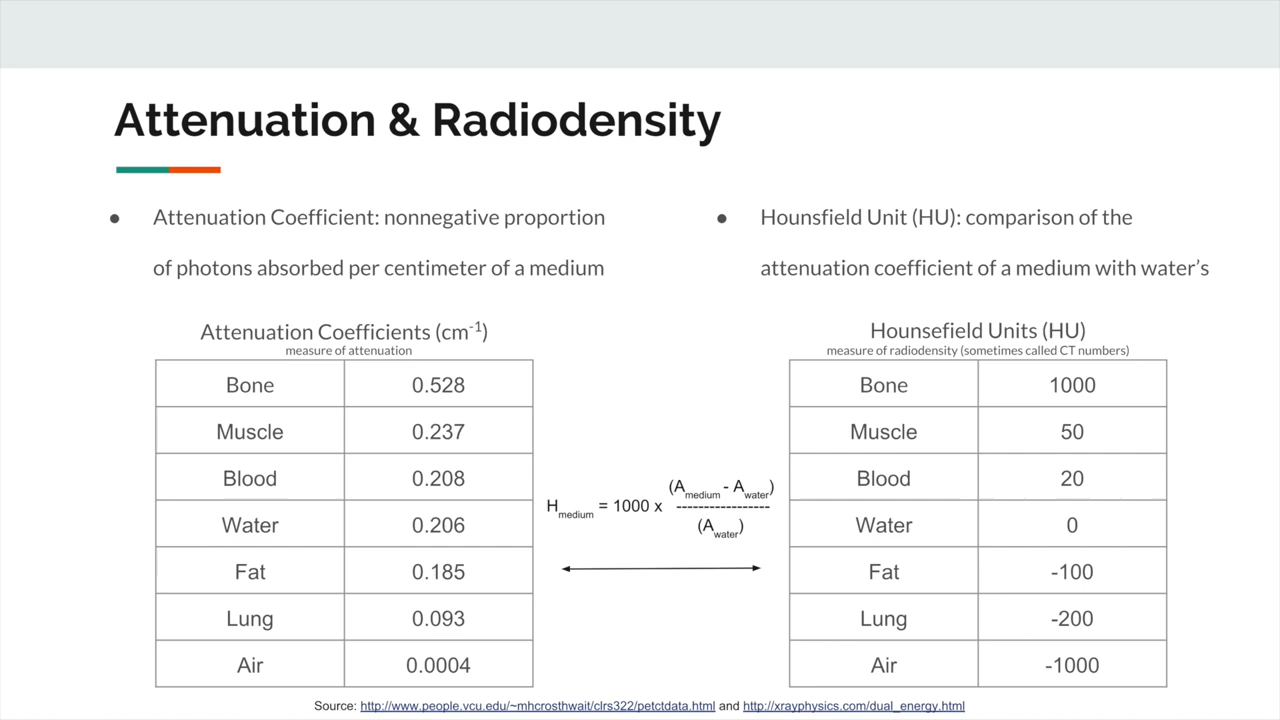 Attenuation & Radiodensity
● Attenuation Coefficient: nonnegative proportion
of photons absorbed per centimeter of a medium
● Hounsfield Unit (HU): comparison of the
attenuation coefficient of a medium with water's
Attenuation Coefficients (cm⁻¹)
measure of attenuation
Bone 0.528
Muscle 0.237
Blood 0.208
Water 0.206
Fat 0.185
Lung 0.093
Air 0.0004
(A_medium - A_water)
H_medium = 1000 x -----------------
(A_water)
Hounsefield Units (HU)
measure of radiodensity (sometimes called CT numbers)
Bone 1000
Muscle 50
Blood 20
Water 0
Fat -100
Lung -200
Air -1000
Source: http://www.people.vcu.edu/~mhcrosthwait/clrs322/petctdata.html and http://xrayphysics.com/dual_energy.html